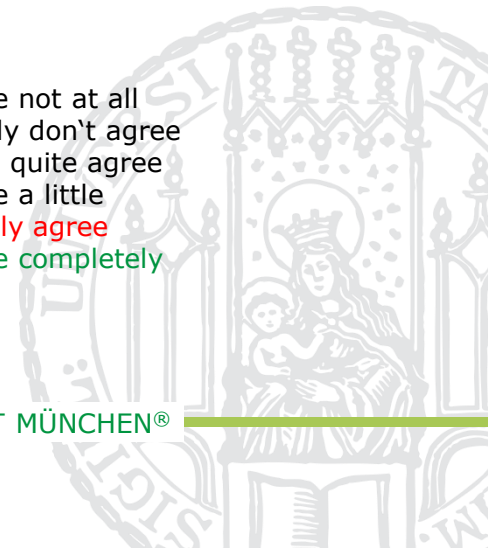 e not at all
ly don‘t agree
quite agree
e a little
ly agree
e completely
T MÜNCHEN®